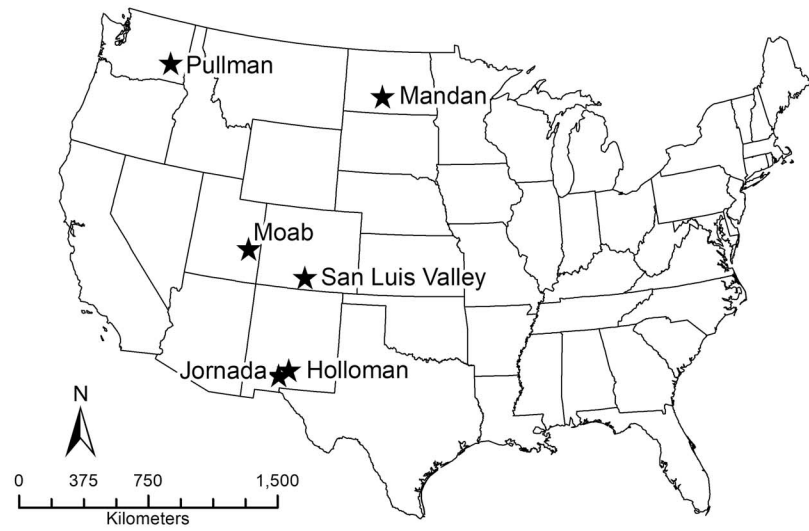 Pullman
Mandan
Moab
San Luis Valley
Jornada
Holloman
N
0 375 750 1,500
Kilometers